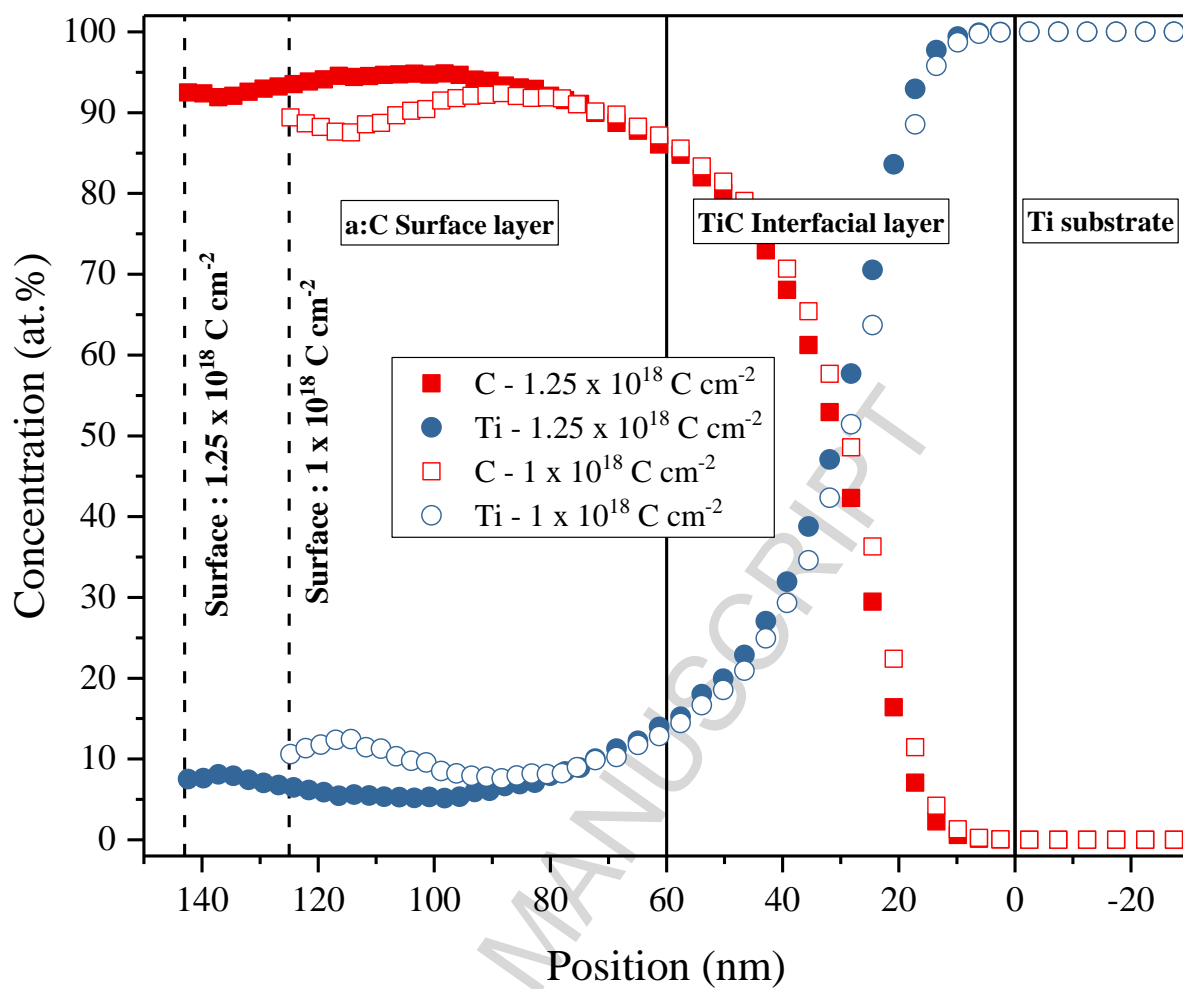 100
90
80
70
60
50
40
30
20
10
0
Concentration (at.%)
a:C Surface layer
TiC Interfacial layer
Ti substrate
Surface : 1.25 x 10¹⁸ C cm⁻²
Surface : 1 x 10¹⁸ C cm⁻²
C - 1.25 x 10¹⁸ C cm⁻²
Ti - 1.25 x 10¹⁸ C cm⁻²
C - 1 x 10¹⁸ C cm⁻²
Ti - 1 x 10¹⁸ C cm⁻²
MANUSCRIPT
140 120 100 80 60 40 20 0 -20
Position (nm)